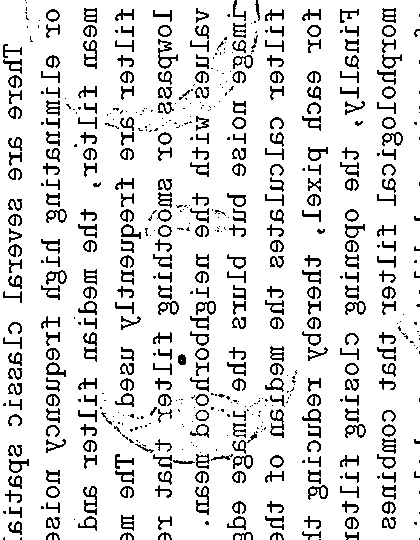 There are several classic spatial
or eliminating high frequency noise
mean filter, the median filter and
filter are frequently used The me
lowpass or smoothing filter that re
values with the neighborhood mean.
image noise but blurs the image edg
filter calculates the median of the
for each pixel, thereby reducing th
Finally, the opening closing filter
morphological filter that combines